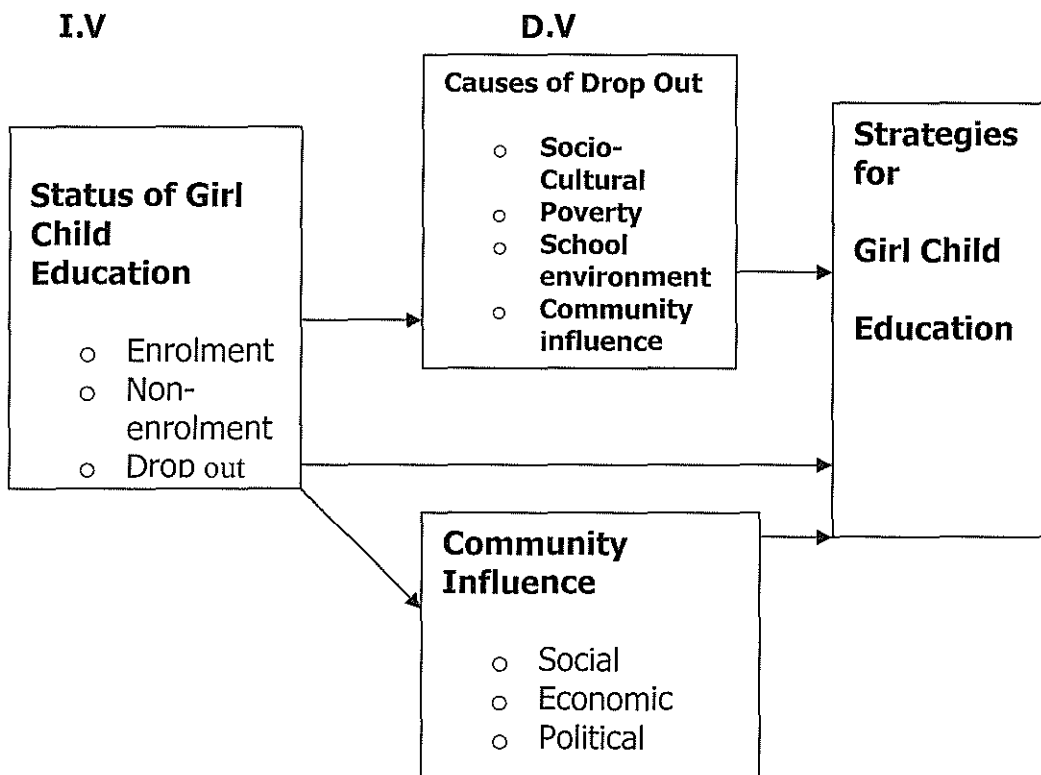 I.V
D.V
Status of Girl
Child
Education
○ Enrolment
○ Non-
enrolment
○ Drop out
Causes of Drop Out
○ Socio-
Cultural
○ Poverty
○ School
environment
○ Community
influence
Community
Influence
○ Social
○ Economic
○ Political
Strategies
for
Girl Child
Education